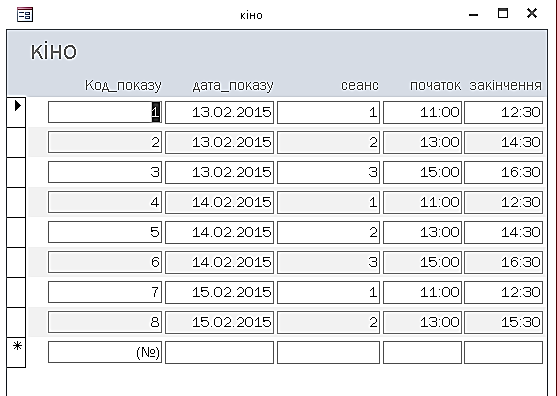 кіно
кіно
Код_показу дата_показу сеанс початок закінчення
1 13.02.2015 1 11:00 12:30
2 13.02.2015 2 13:00 14:30
3 13.02.2015 3 15:00 16:30
4 14.02.2015 1 11:00 12:30
5 14.02.2015 2 13:00 14:30
6 14.02.2015 3 15:00 16:30
7 15.02.2015 1 11:00 12:30
8 15.02.2015 2 13:00 15:30
* (№)